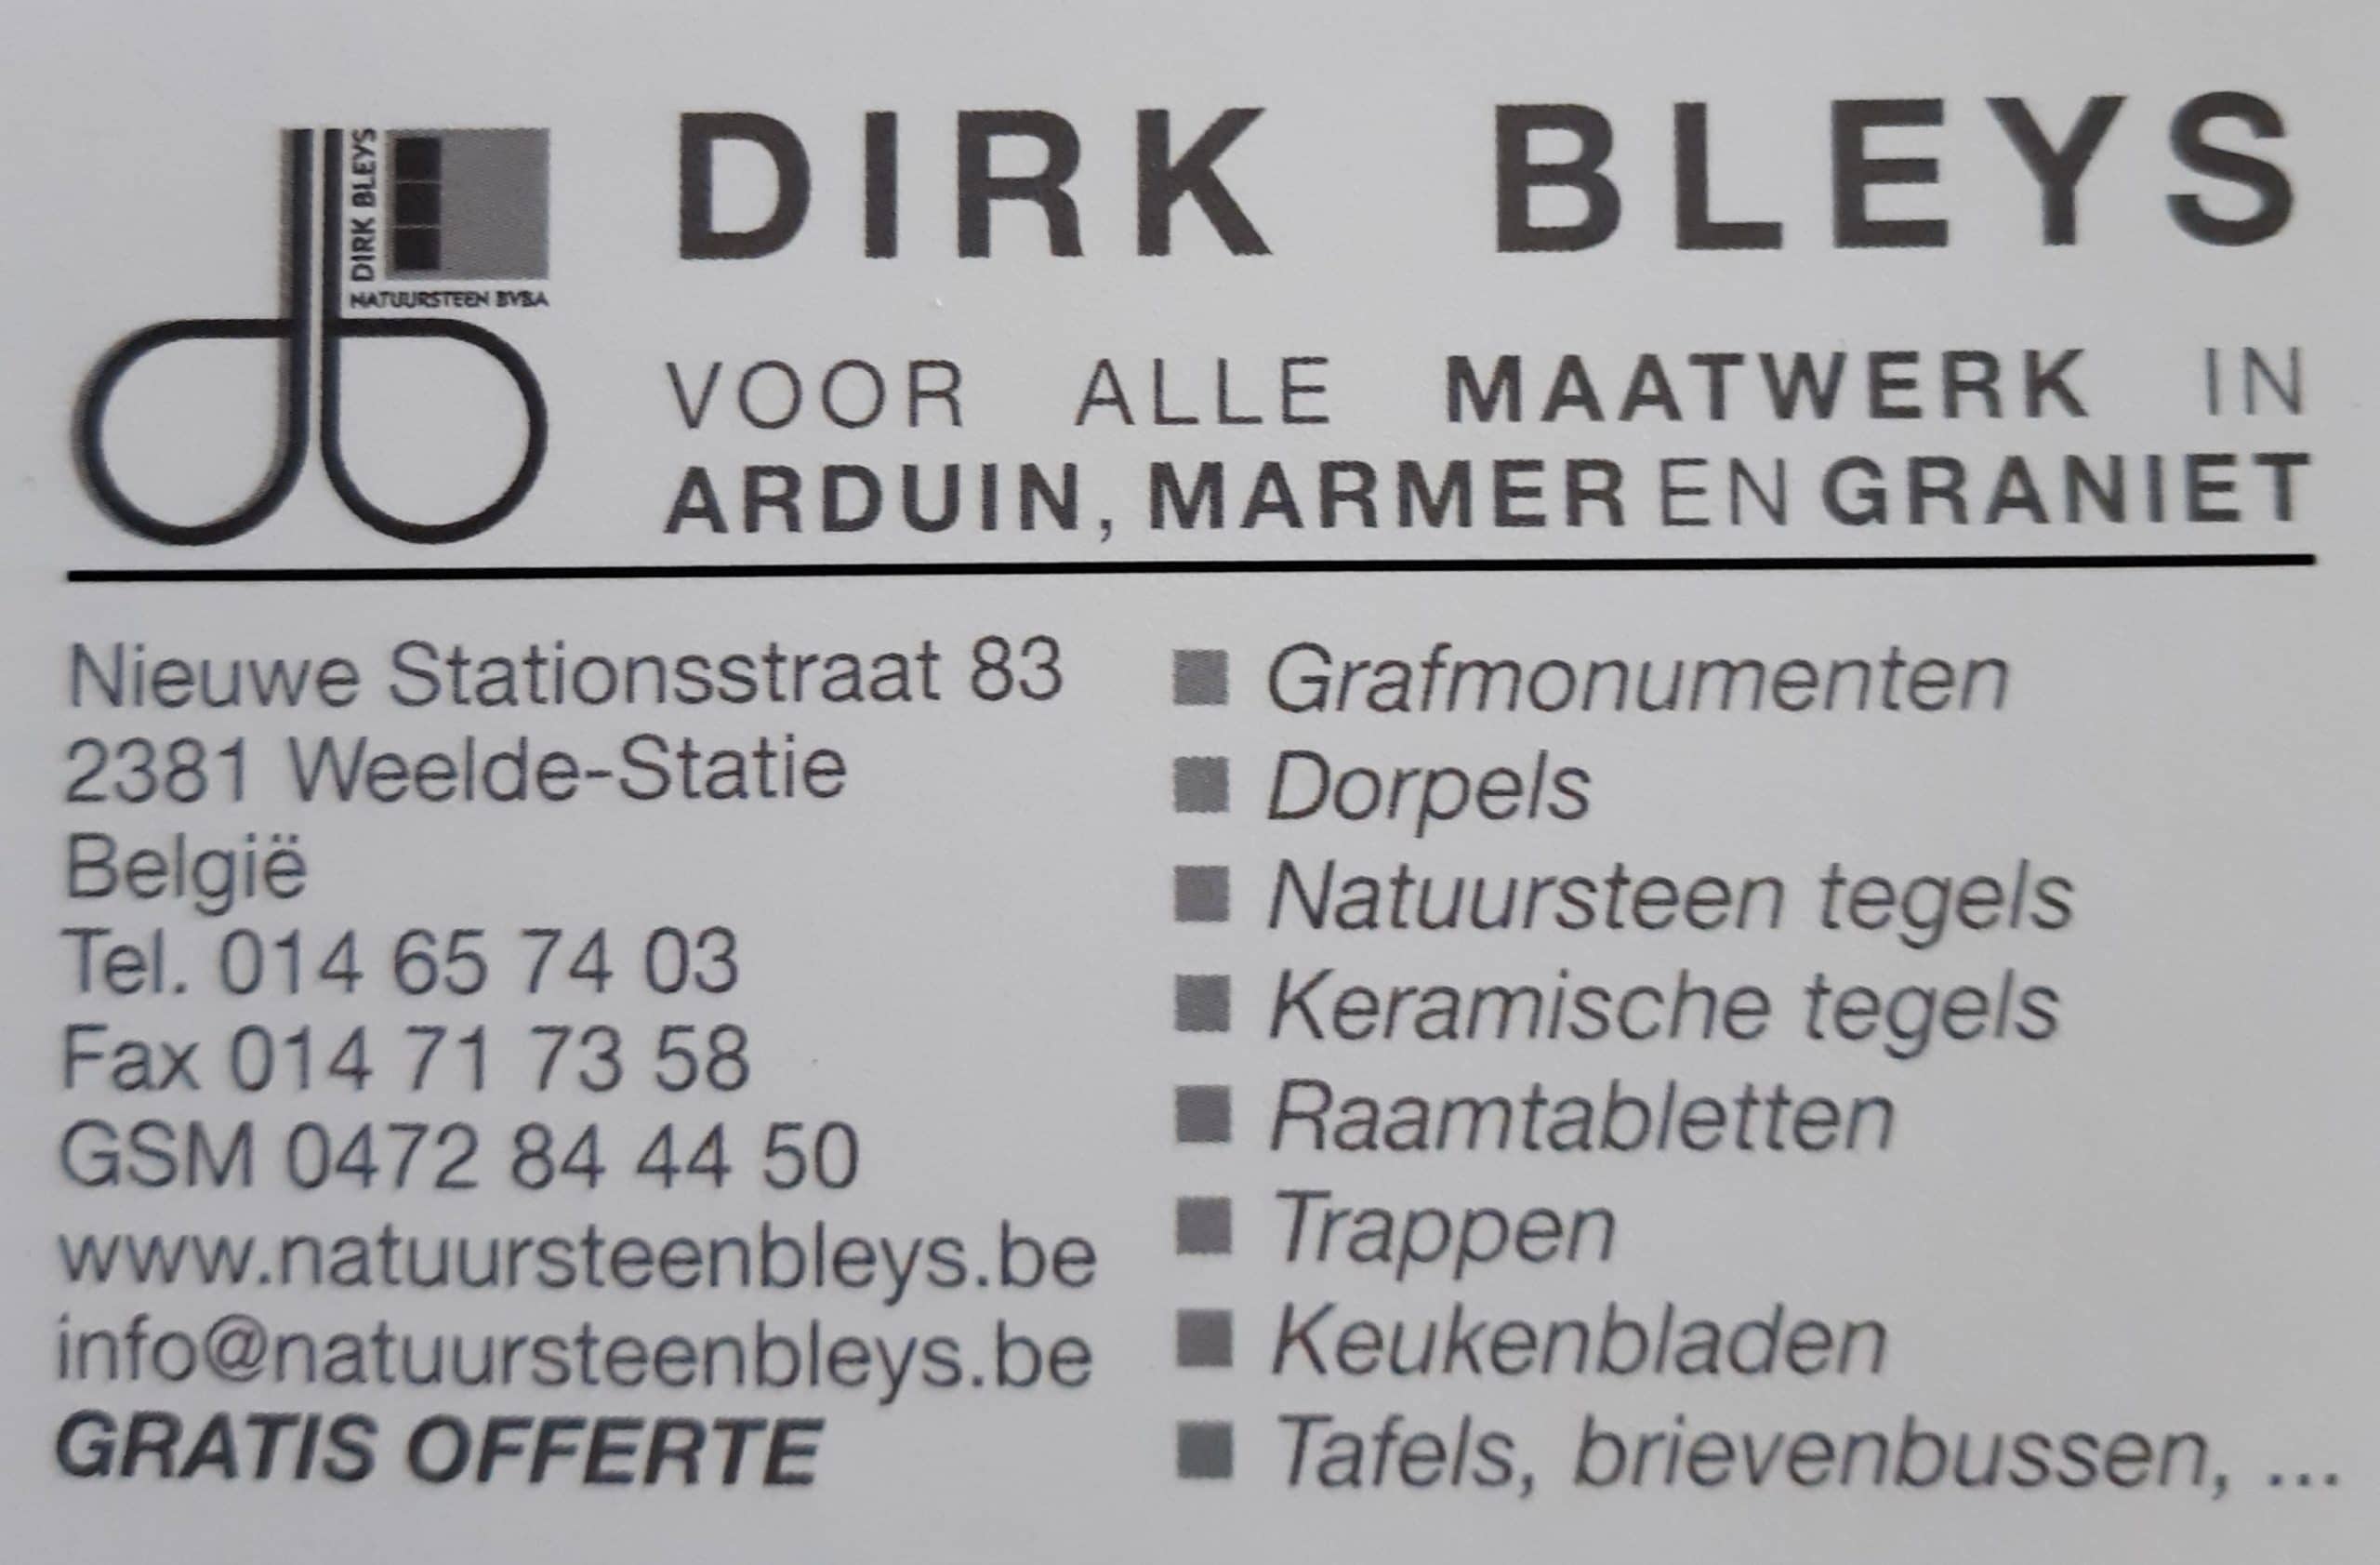 DIRK BLEYS
NATUURSTEEN BVBA
DIRK BLEYS
VOOR ALLE MAATWERK IN
ARDUIN, MARMER EN GRANIET
Nieuwe Stationsstraat 83
2381 Weelde-Statie
België
Tel. 014 65 74 03
Fax 014 71 73 58
GSM 0472 84 44 50
www.natuursteenbleys.be
info@natuursteenbleys.be
GRATIS OFFERTE
Grafmonumenten
Dorpels
Natuursteen tegels
Keramische tegels
Raamtabletten
Trappen
Keukenbladen
Tafels, brievenbussen, ...